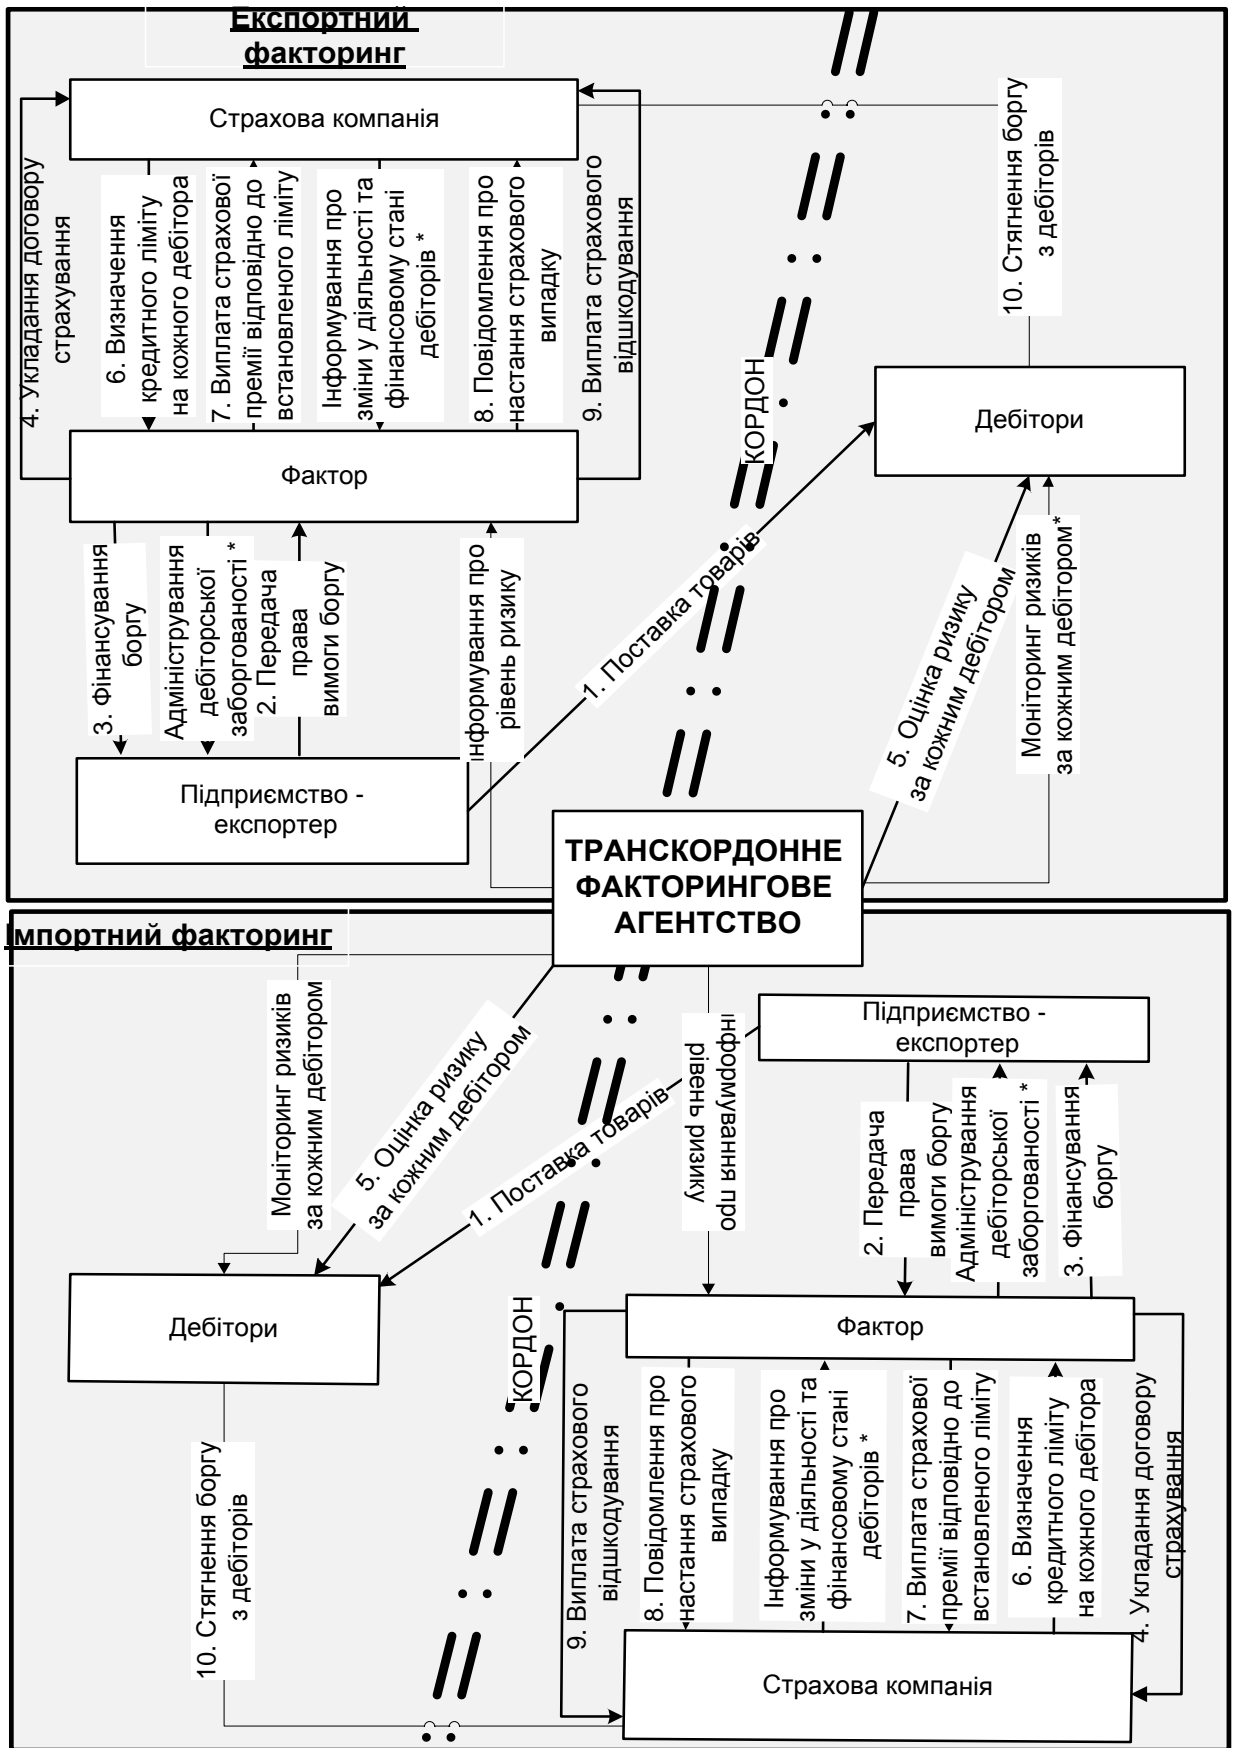 Експортний
факторинг
Страхова компанія
4. Укладання договору
страхування
6. Визначення
кредитного ліміту
на кожного дебітора
7. Виплата страхової
премії відповідно до
встановленого ліміту
Інформування про
зміни у діяльності та
фінансовому стані
дебіторів *
8. Повідомлення про
настання страхового
випадку
9. Виплата страхового
відшкодування
10. Стягнення боргу
з дебіторів
КОРДОН
Дебітори
Фактор
3. Фінансування
боргу
Адміністрування
дебіторської
заборгованості *
2. Передача
права
вимоги боргу
Інформування про
рівень ризику
1. Поставка товарів
5. Оцінка ризику
за кожним дебітором
Моніторинг ризиків
за кожним дебітором*
Підприємство -
експортер
ТРАНСКОРДОННЕ
ФАКТОРИНГОВЕ
АГЕНТСТВО
Імпортний факторинг
Моніторинг ризиків
за кожним дебітором
5. Оцінка ризику
за кожним дебітором
1. Поставка товарів
Інформування про
рівень ризику
Підприємство -
експортер
2. Передача
права
вимоги боргу
Адміністрування
дебіторської
заборгованості *
3. Фінансування
боргу
Дебітори
КОРДОН
Фактор
10. Стягнення боргу
з дебіторів
9. Виплата страхового
відшкодування
8. Повідомлення про
настання страхового
випадку
Інформування про
зміни у діяльності та
фінансовому стані
дебіторів *
7. Виплата страхової
премії відповідно до
встановленого ліміту
6. Визначення
кредитного ліміту
на кожного дебітора
4. Укладання договору
страхування
Страхова компанія